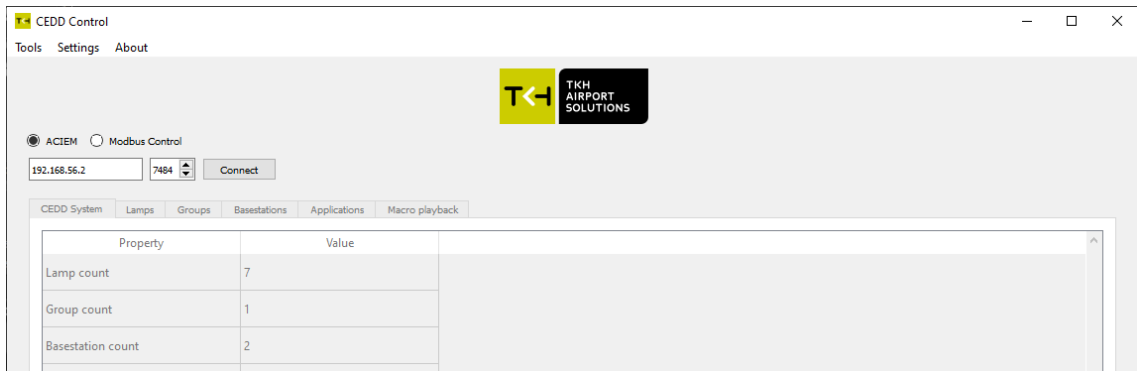 CEDD Control
Tools Settings About
TKH
TKH
AIRPORT
SOLUTIONS
ACIEM Modbus Control
192.168.56.2 7484 Connect
CEDD System Lamps Groups Basestations Applications Macro playback
Property Value
Lamp count 7
Group count 1
Basestation count 2